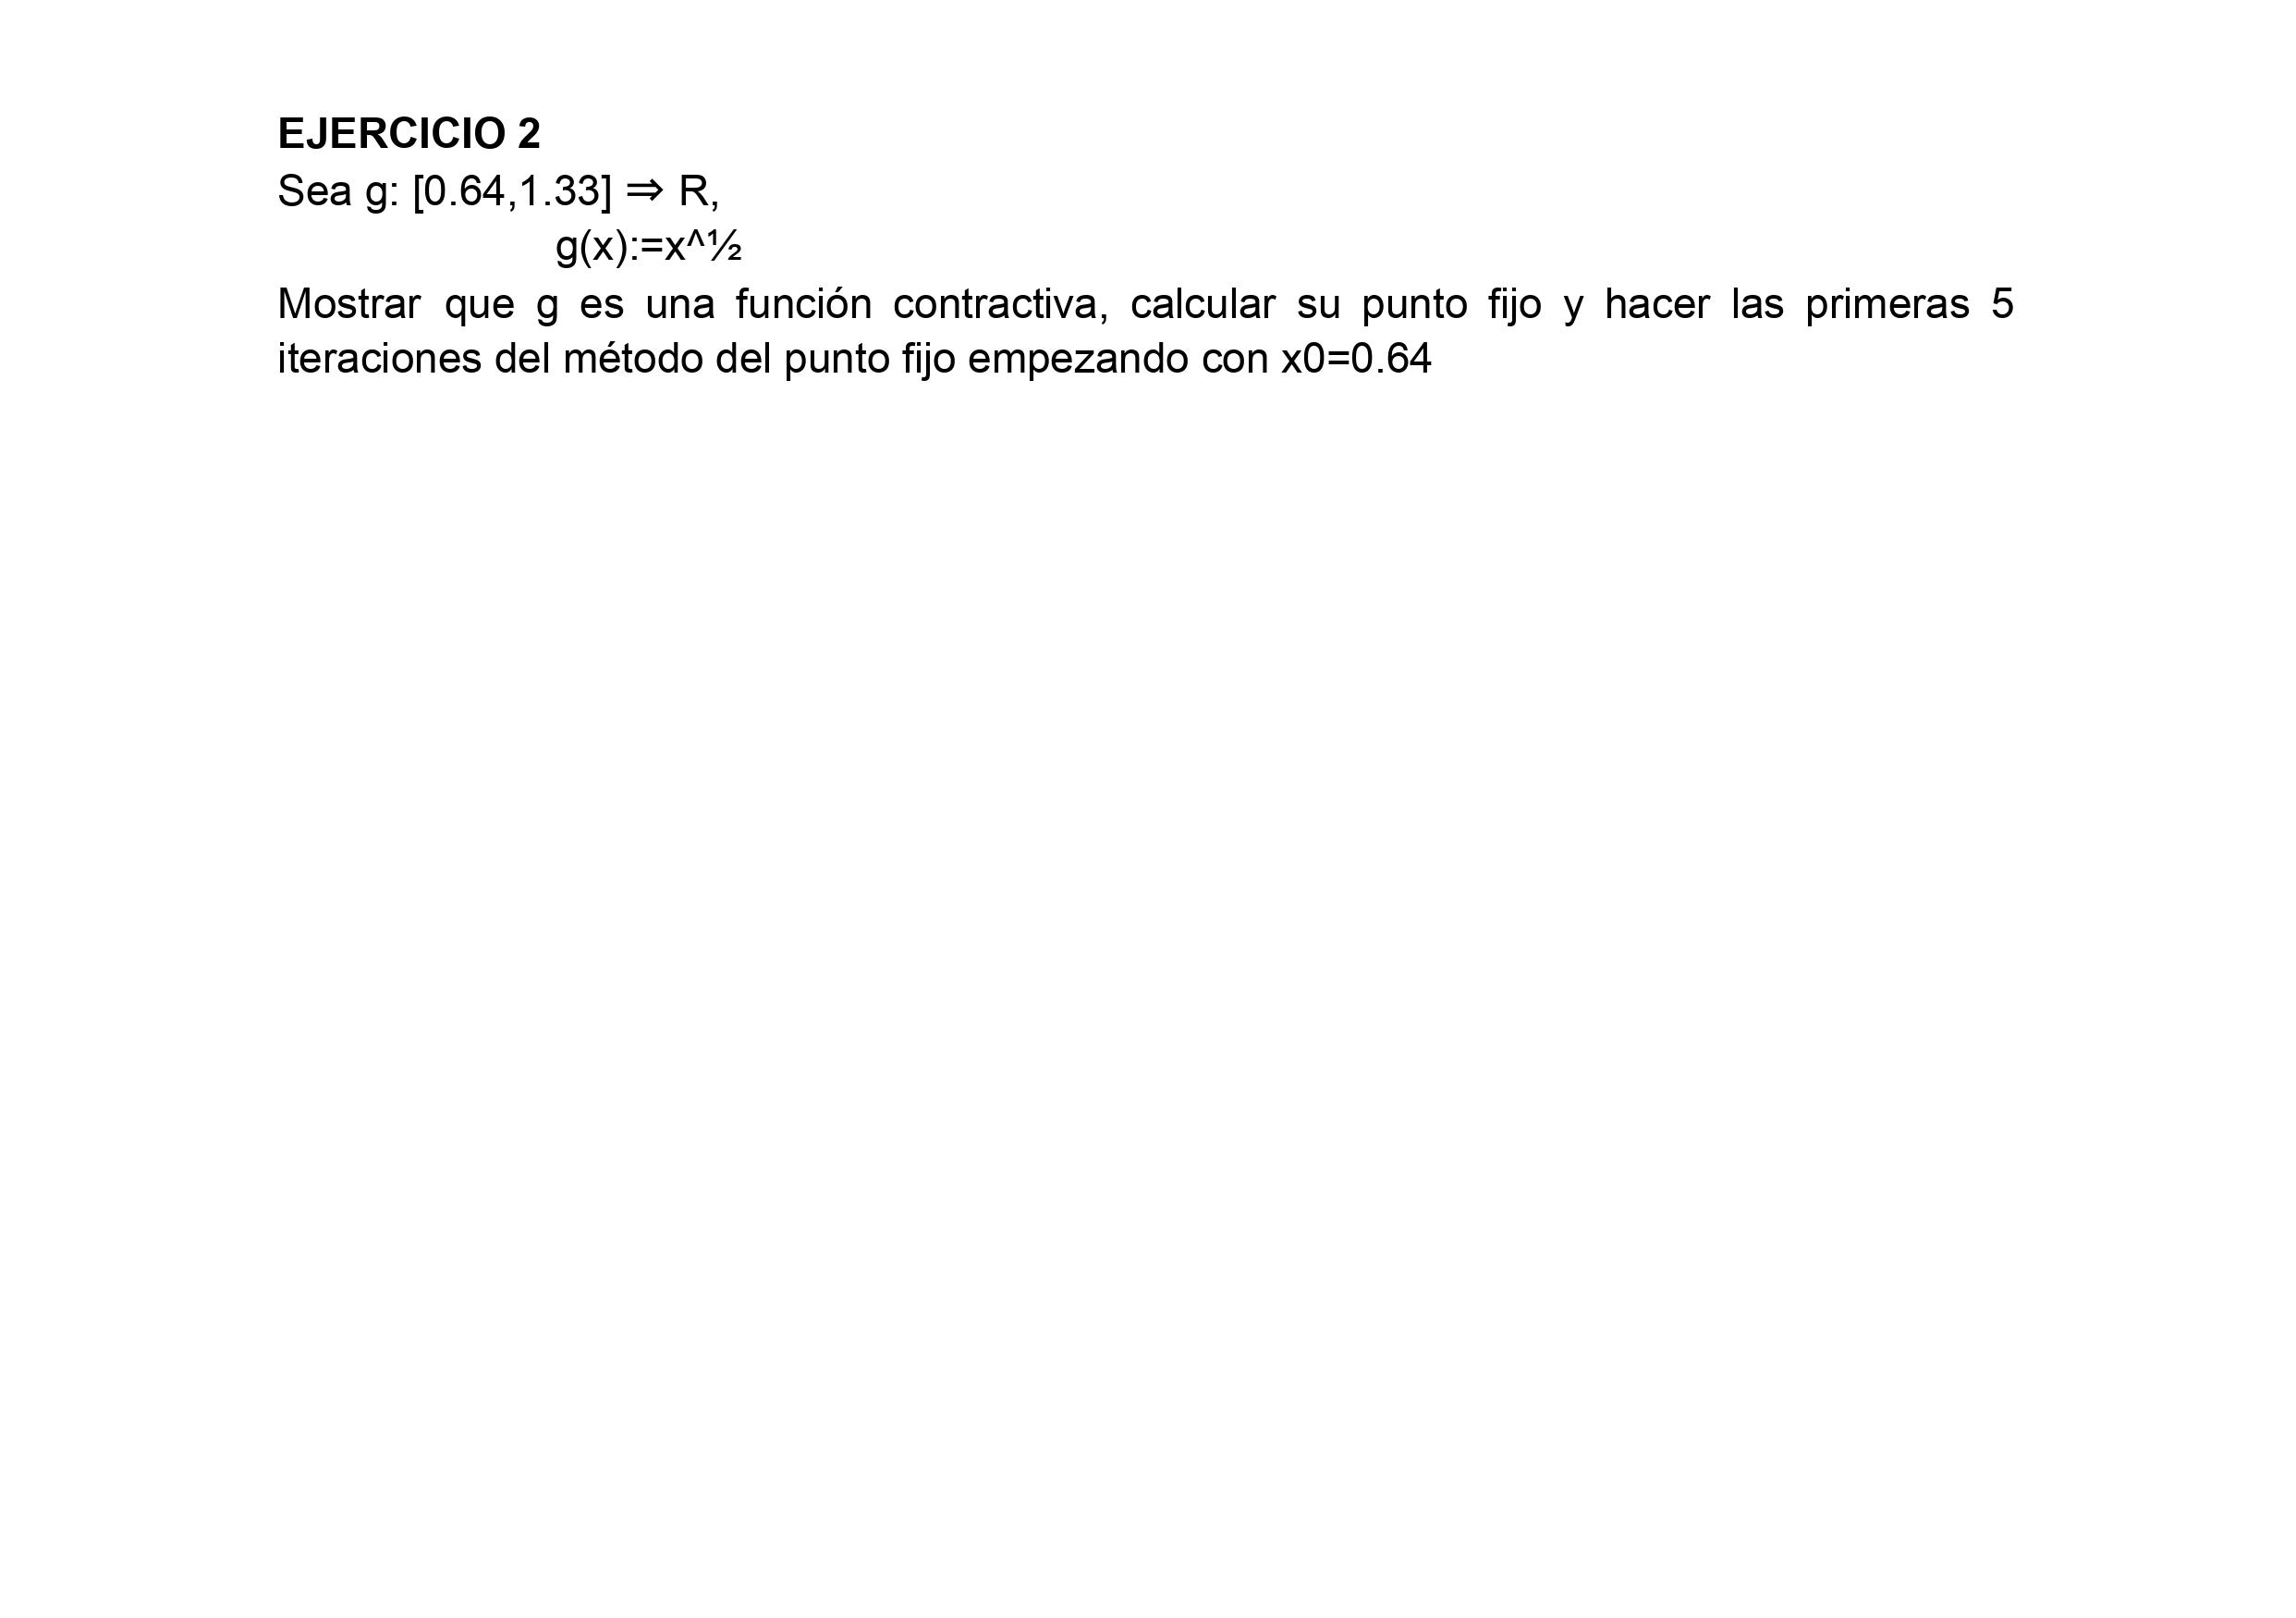 EJERCICIO 2
Sea g: [0.64,1.33] ⇒ R,
g(x):=x^½
Mostrar que g es una función contractiva, calcular su punto fijo y hacer las primeras 5
iteraciones del método del punto fijo empezando con x0=0.64